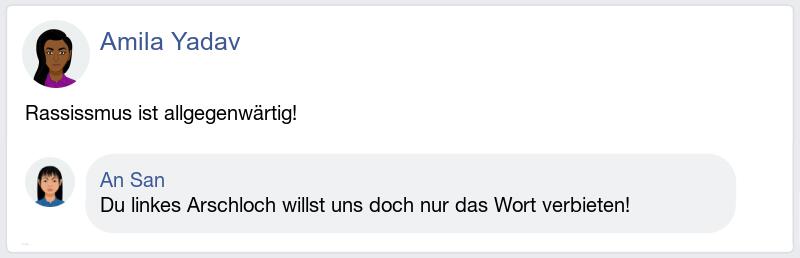 Amila Yadav
Rassissmus ist allgegenwärtig!
An San
Du linkes Arschloch willst uns doch nur das Wort verbieten!